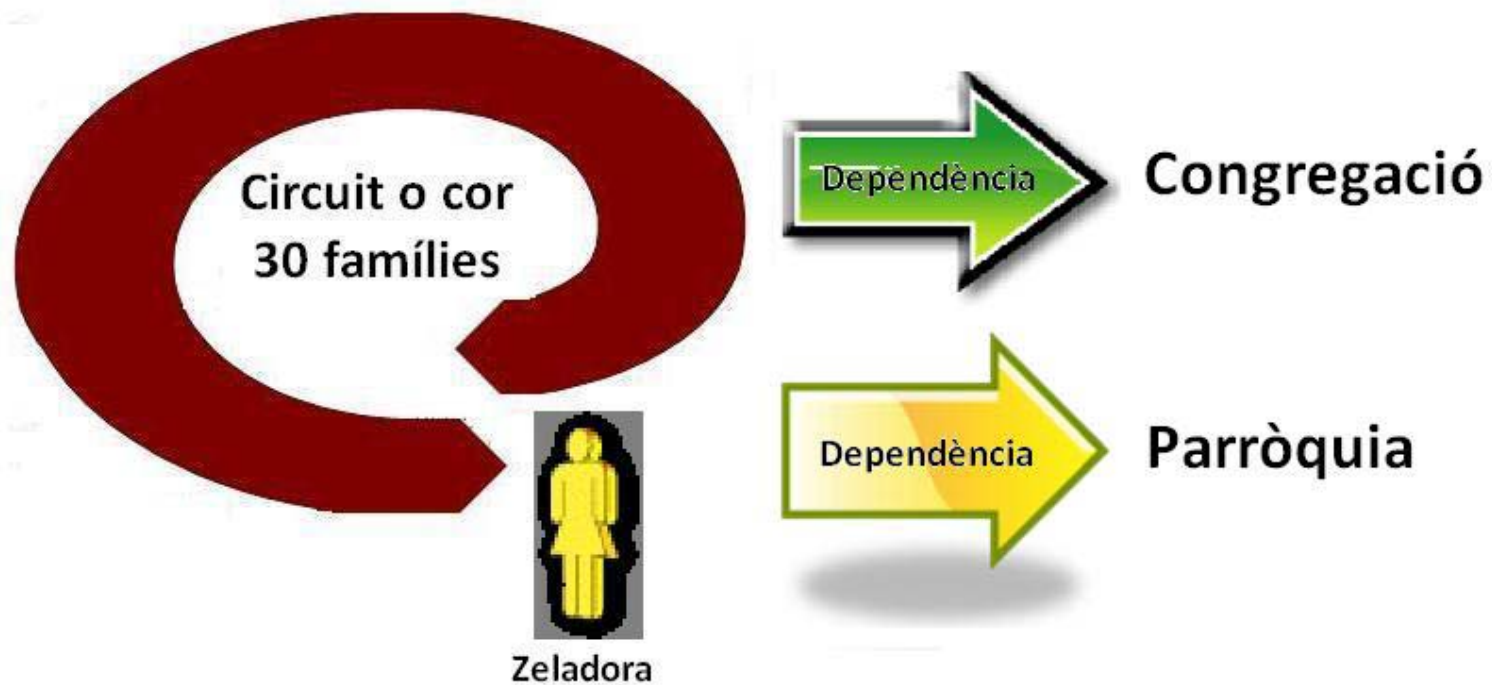 Circuit o cor
30 famílies
Dependència
Congregació
Dependència
Parròquia
Zeladora